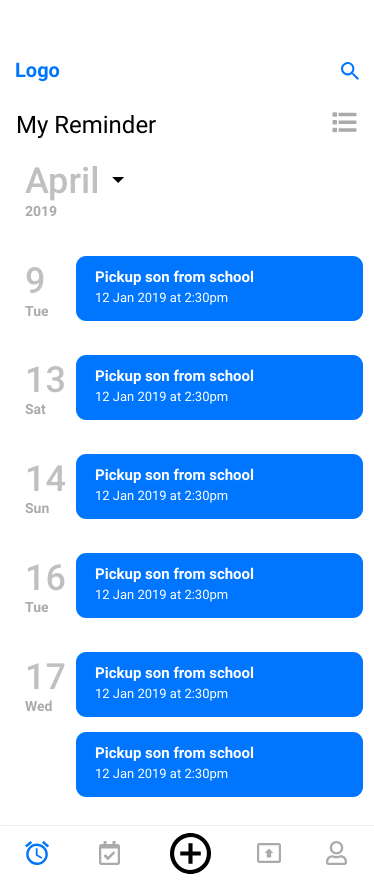 Logo
My Reminder
April
2019
9
Tue
Pickup son from school
12 Jan 2019 at 2:30pm
13
Sat
Pickup son from school
12 Jan 2019 at 2:30pm
14
Sun
Pickup son from school
12 Jan 2019 at 2:30pm
16
Tue
Pickup son from school
12 Jan 2019 at 2:30pm
17
Wed
Pickup son from school
12 Jan 2019 at 2:30pm
Pickup son from school
12 Jan 2019 at 2:30pm